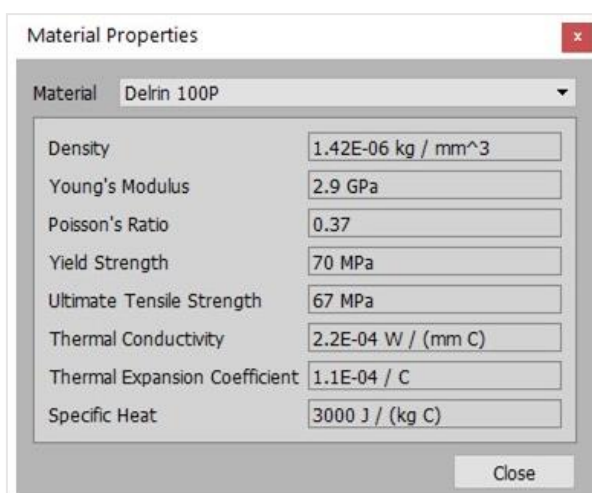 Material Properties
x
Material Delrin 100P
Density 1.42E-06 kg / mm^3
Young's Modulus 2.9 GPa
Poisson's Ratio 0.37
Yield Strength 70 MPa
Ultimate Tensile Strength 67 MPa
Thermal Conductivity 2.2E-04 W / (mm C)
Thermal Expansion Coefficient 1.1E-04 / C
Specific Heat 3000 J / (kg C)
Close